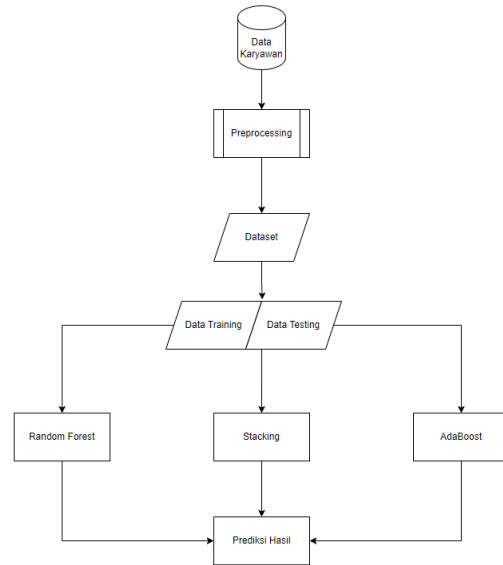 Data
Karyawan
Preprocessing
Dataset
Data Training
Data Testing
Random Forest
Stacking
AdaBoost
Prediksi Hasil